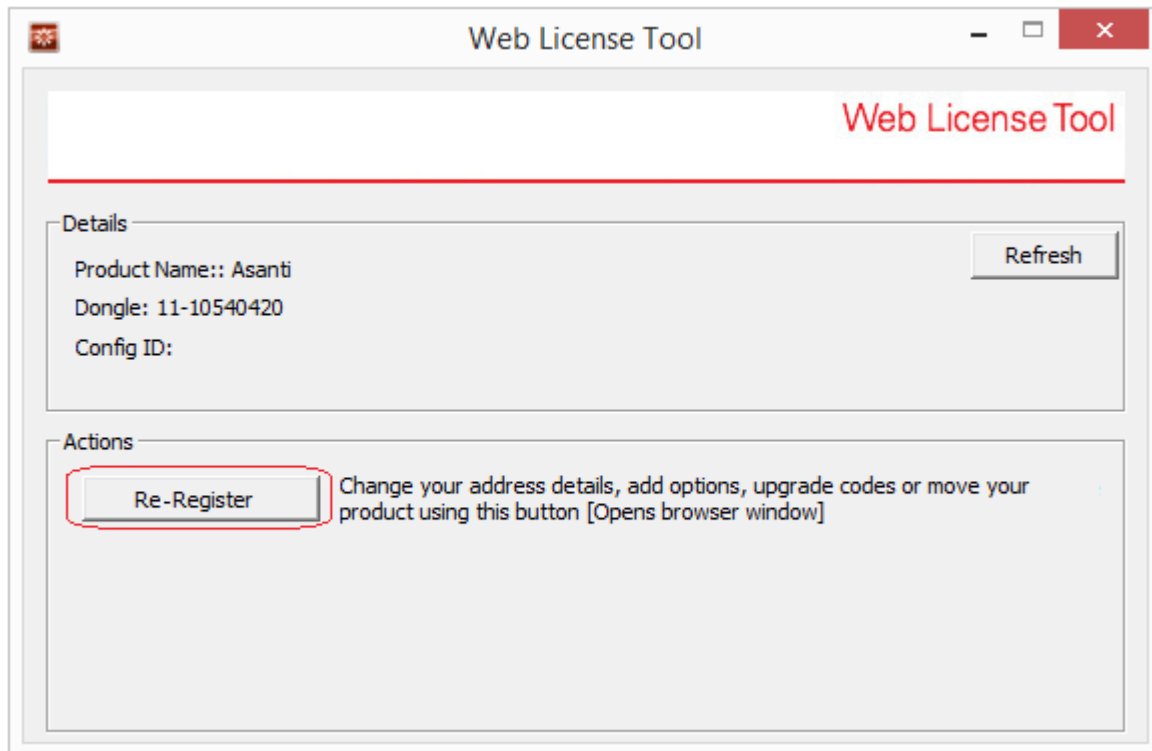 Web License Tool
Web License Tool
Details
Refresh
Product Name:: Asanti
Dongle: 11-10540420
Config ID:
Actions
Re-Register
Change your address details, add options, upgrade codes or move your
product using this button [Opens browser window]